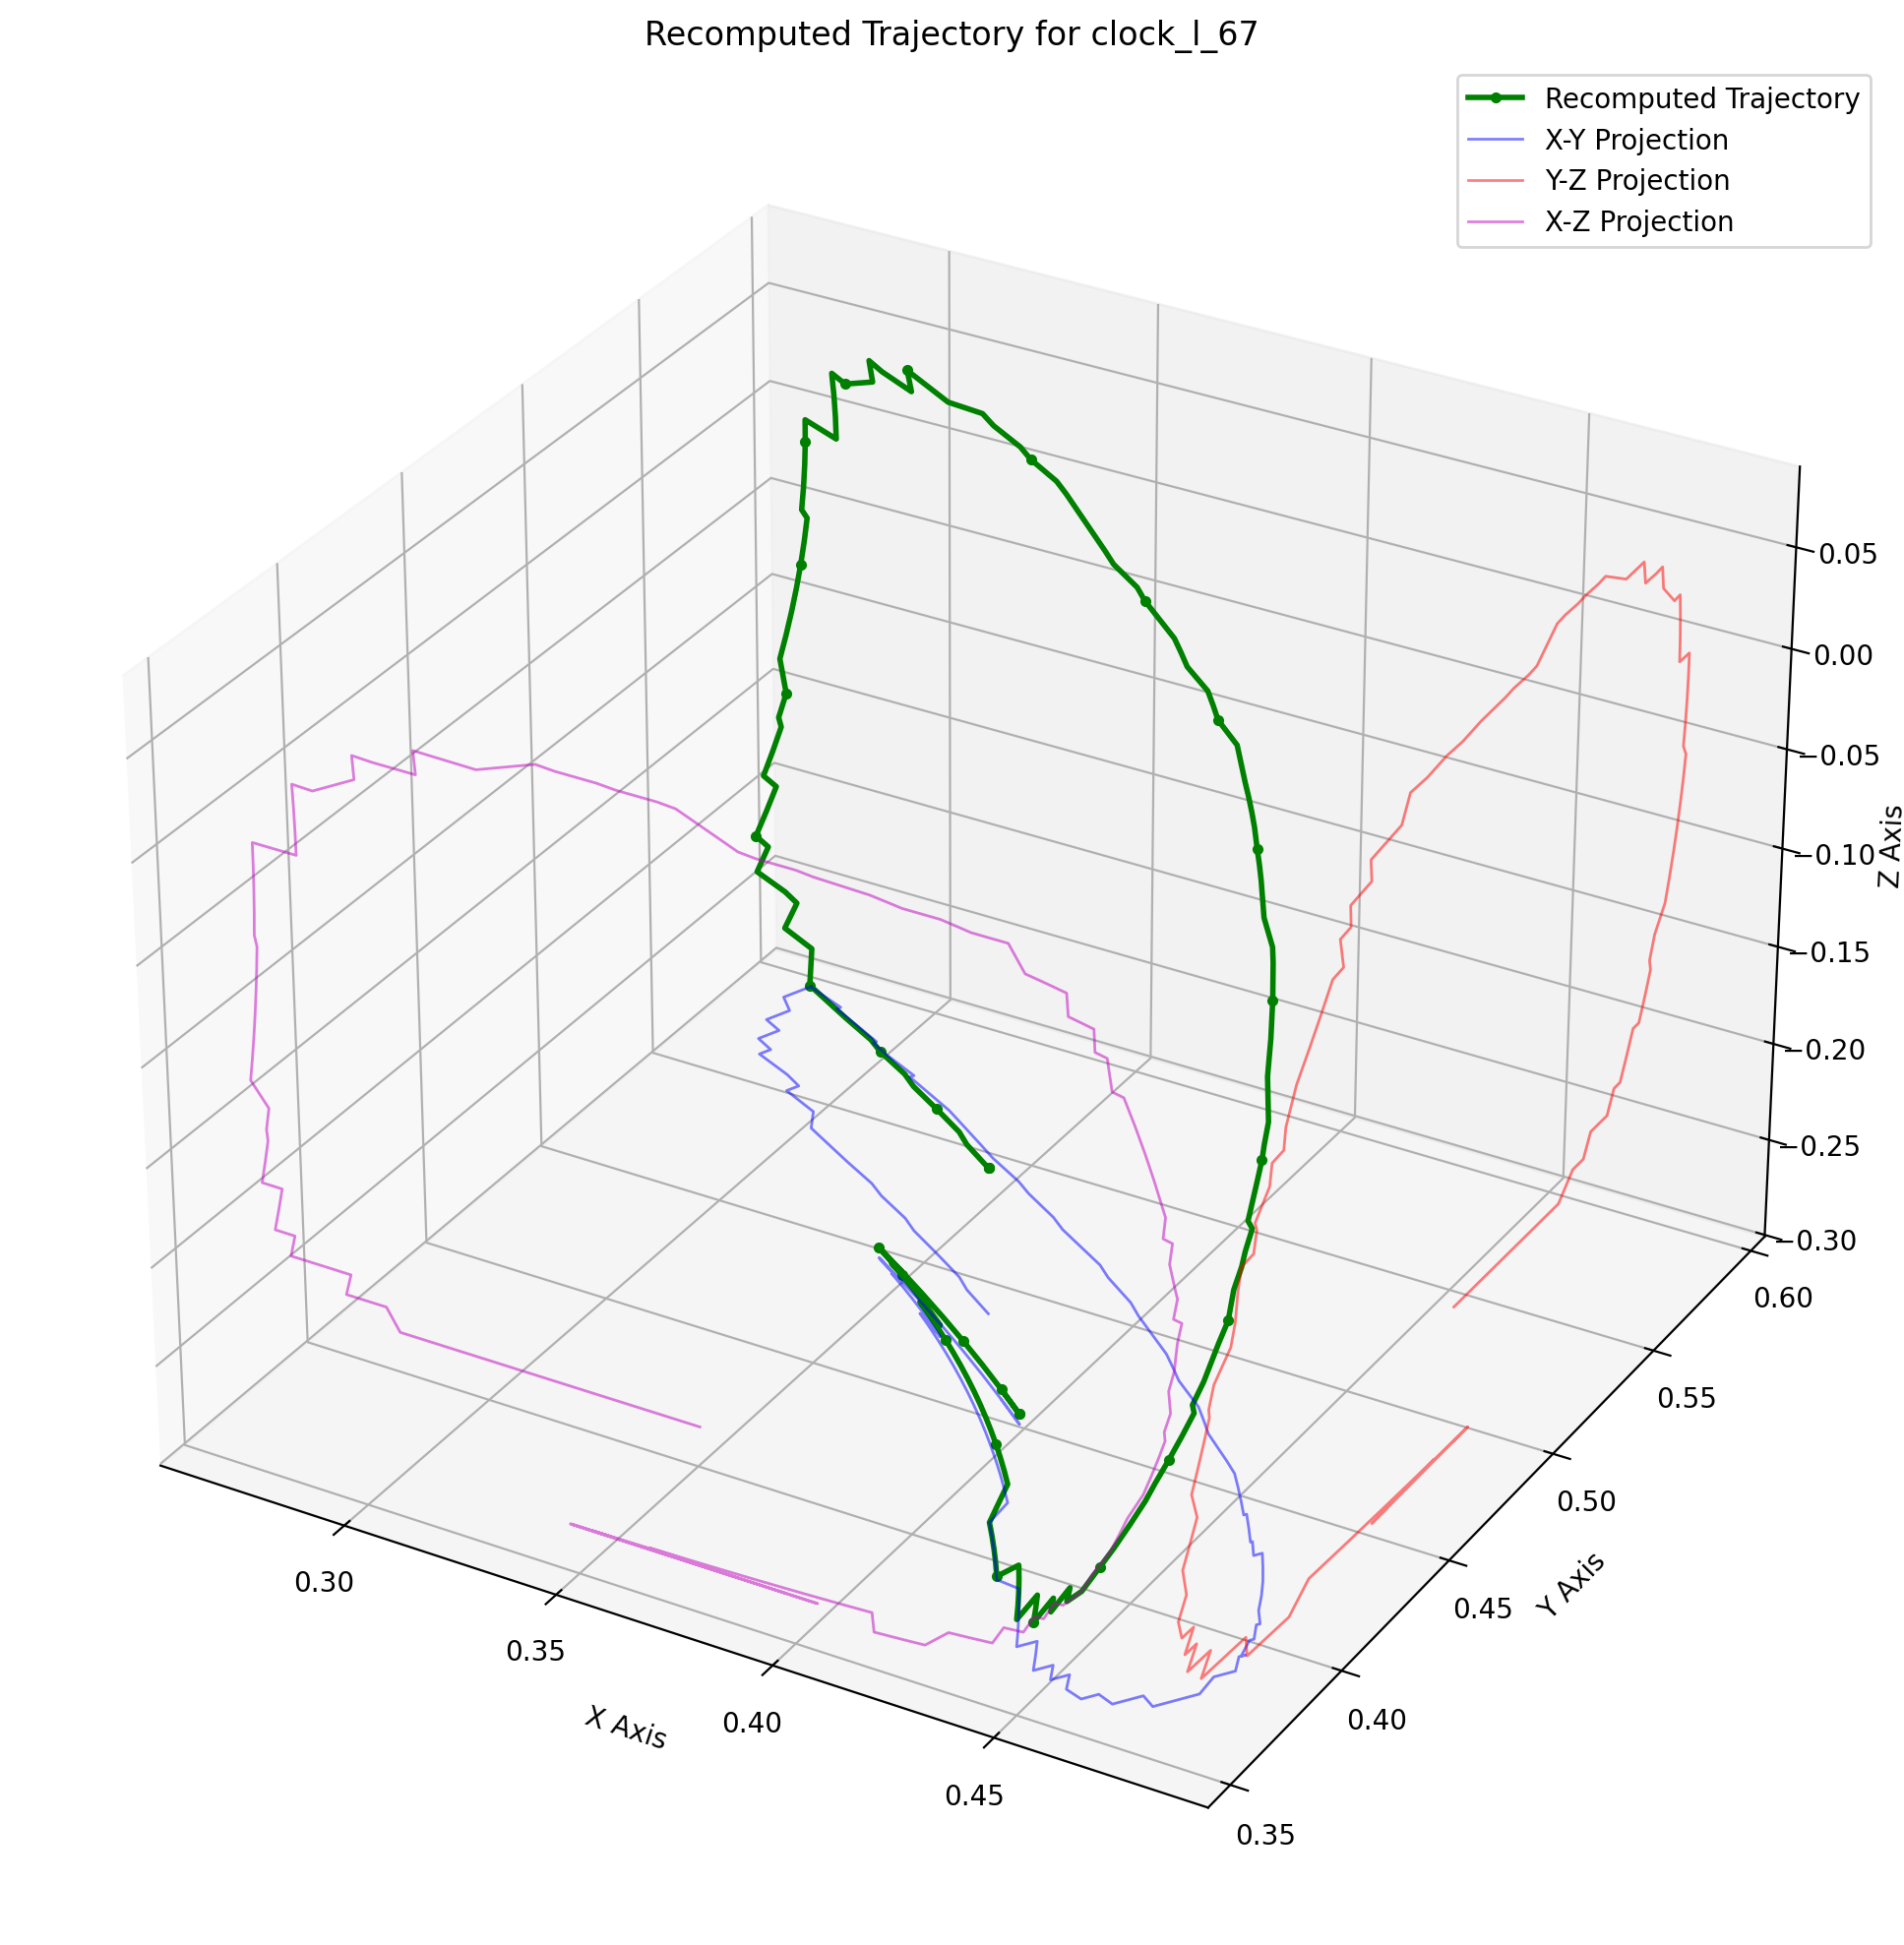 Recomputed Trajectory for clock_l_67
Recomputed Trajectory
X-Y Projection
Y-Z Projection
X-Z Projection
0.05
0.00
−0.05
−0.10
−0.15
−0.20
−0.25
−0.30
Z Axis
0.60
0.55
0.50
0.45
0.40
0.35
Y Axis
0.30
0.35
0.40
0.45
X Axis